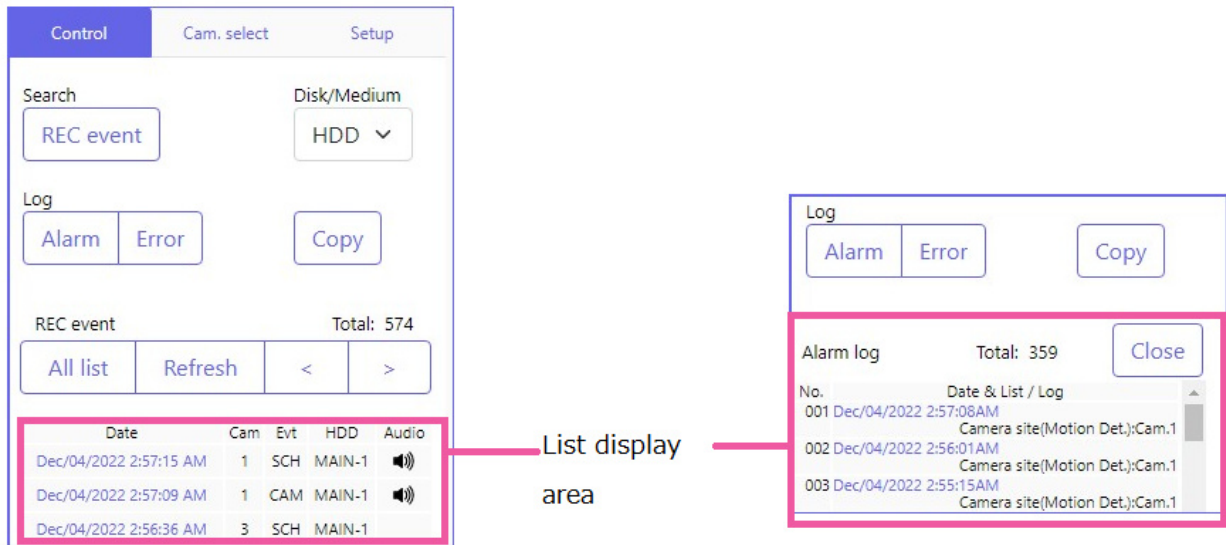 Control Cam. select Setup
Search Disk/Medium
REC event HDD
Log
Alarm Error Copy
REC event Total: 574
All list Refresh < >
Date Cam Evt HDD Audio
Dec/04/2022 2:57:15 AM 1 SCH MAIN-1
Dec/04/2022 2:57:09 AM 1 CAM MAIN-1
Dec/04/2022 2:56:36 AM 3 SCH MAIN-1
List display
area
Log
Alarm Error Copy
Alarm log Total: 359 Close
No. Date & List / Log
001 Dec/04/2022 2:57:08AM
Camera site(Motion Det.):Cam.1
002 Dec/04/2022 2:56:01AM
Camera site(Motion Det.):Cam.1
003 Dec/04/2022 2:55:15AM
Camera site(Motion Det.):Cam.1